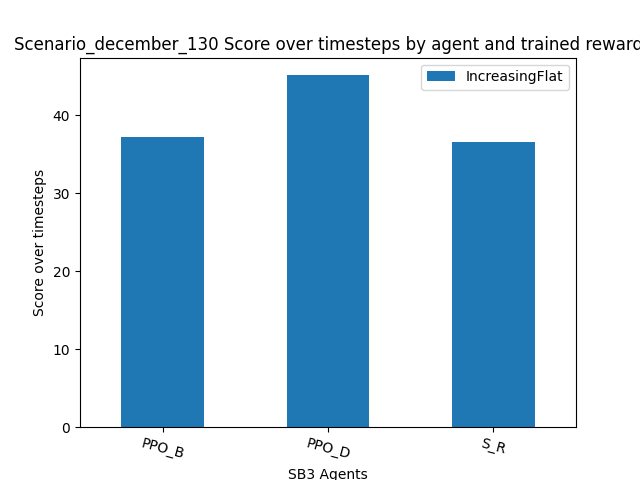 Scenario_december_130 Score over timesteps by agent and trained reward
IncreasingFlat
Score over timesteps
40
30
20
10
0
PPO_B
PPO_D
S_R
SB3 Agents